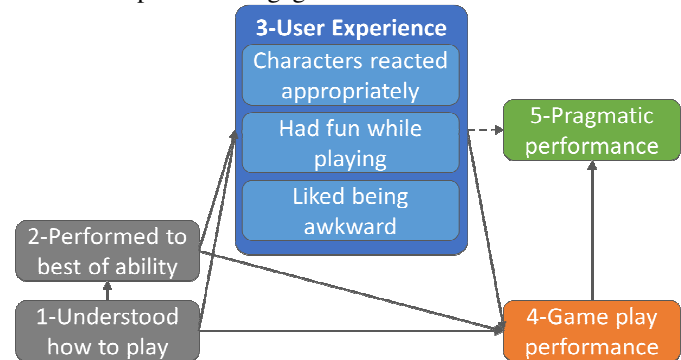 3-User Experience
Characters reacted
appropriately
Had fun while
playing
Liked being
awkward
5-Pragmatic
performance
2-Performed to
best of ability
1-Understood
how to play
4-Game play
performance